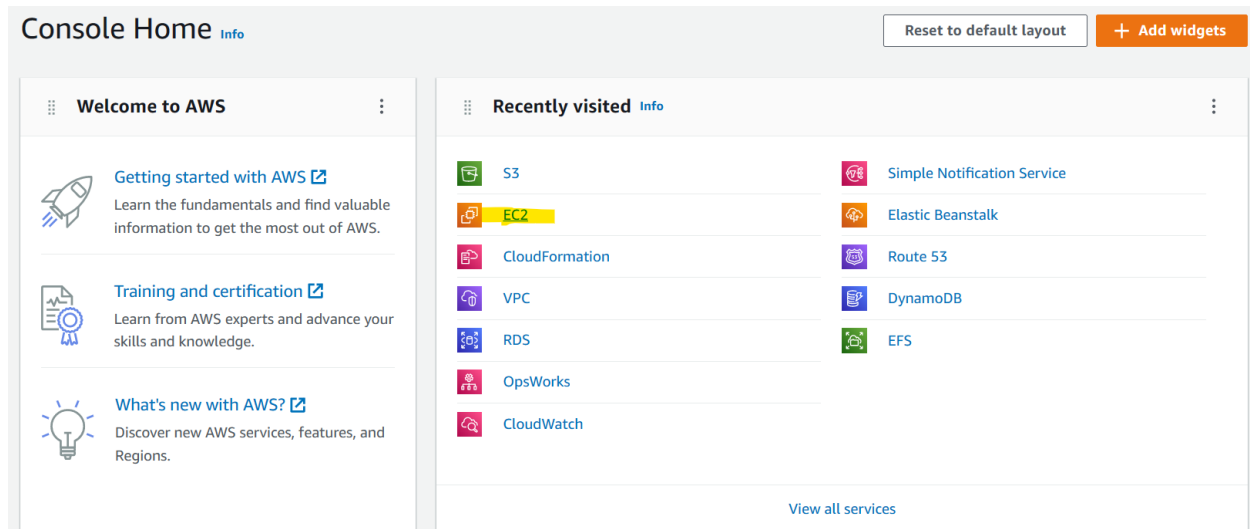 Console Home Info
Reset to default layout
+ Add widgets
Welcome to AWS
Getting started with AWS
Learn the fundamentals and find valuable
information to get the most out of AWS.
Training and certification
Learn from AWS experts and advance your
skills and knowledge.
What's new with AWS?
Discover new AWS services, features, and
Regions.
Recently visited Info
S3
EC2
CloudFormation
VPC
RDS
OpsWorks
CloudWatch
Simple Notification Service
Elastic Beanstalk
Route 53
DynamoDB
EFS
View all services